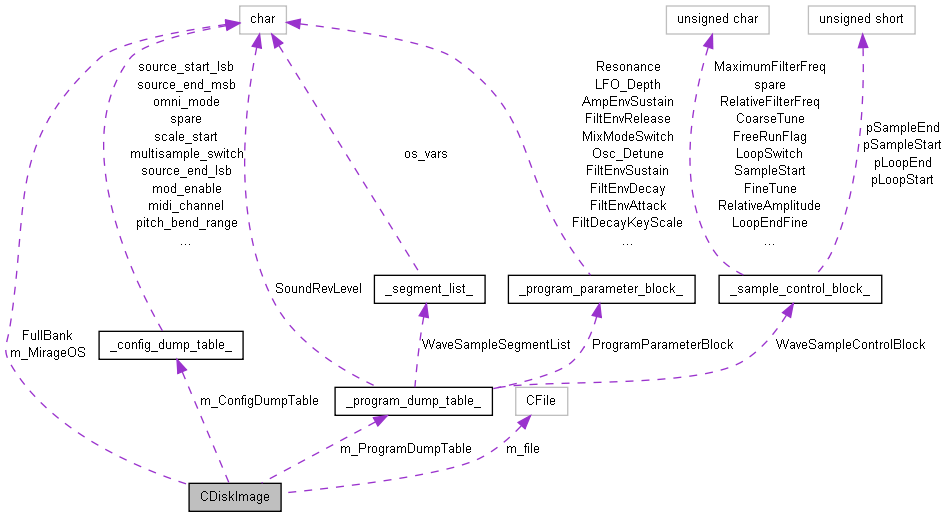 char
unsigned char
unsigned short
source_start_lsb
source_end_msb
omni_mode
spare
scale_start
multisample_switch
source_end_lsb
mod_enable
midi_channel
pitch_bend_range
...
os_vars
Resonance
LFO_Depth
AmpEnvSustain
FiltEnvRelease
MixModeSwitch
Osc_Detune
FiltEnvSustain
FiltEnvDecay
FiltEnvAttack
FiltDecayKeyScale
...
MaximumFilterFreq
spare
RelativeFilterFreq
CoarseTune
FreeRunFlag
LoopSwitch
SampleStart
FineTune
RelativeAmplitude
LoopEndFine
...
pSampleEnd
pSampleStart
pLoopEnd
pLoopStart
SoundRevLevel
_segment_list_
_program_parameter_block_
_sample_control_block_
FullBank
m_MirageOS
_config_dump_table_
WaveSampleSegmentList
ProgramParameterBlock
WaveSampleControlBlock
m_ConfigDumpTable
_program_dump_table_
CFile
m_ProgramDumpTable
m_file
CDiskImage